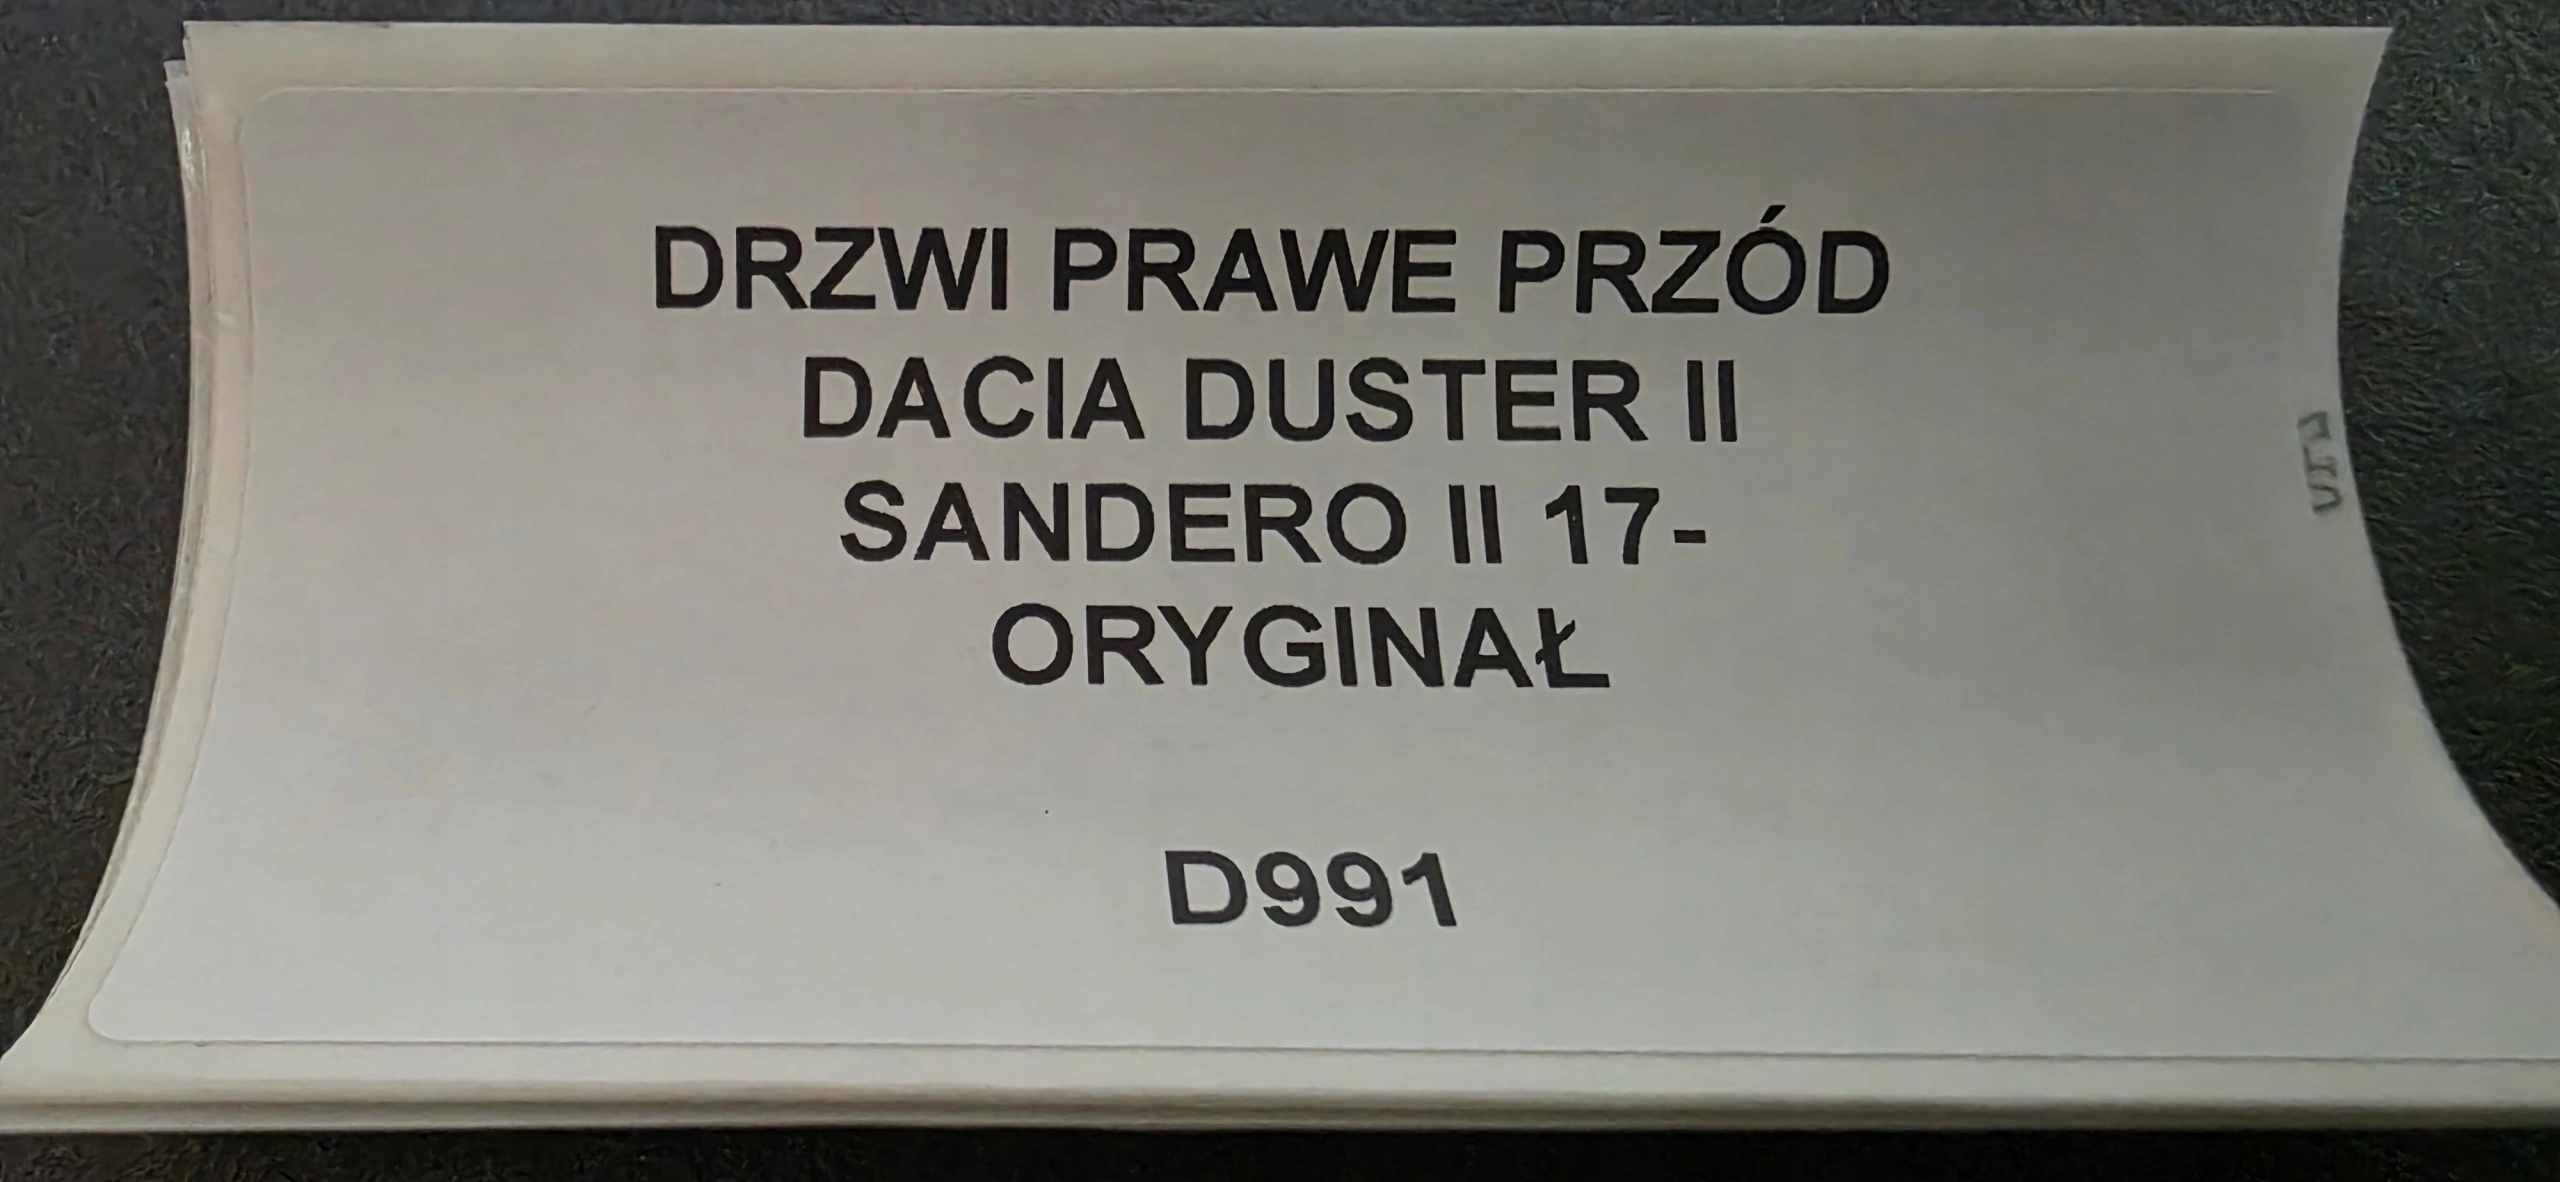 DRZWI PRAWE PRZÓD
DACIA DUSTER II
SANDERO II 17-
ORYGINAŁ
D991